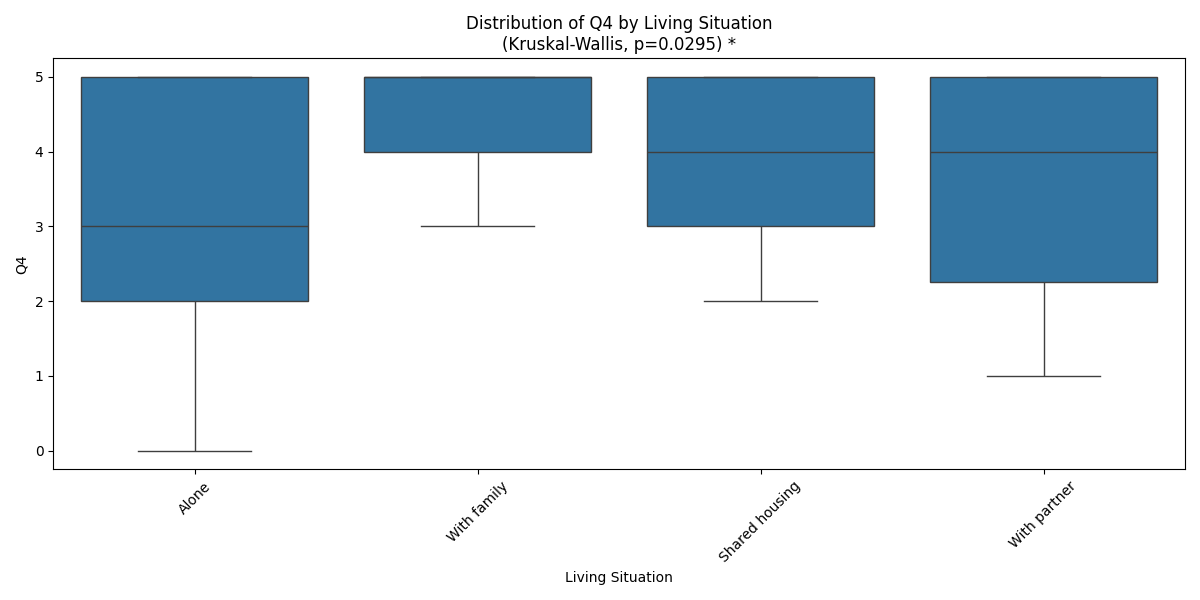 Distribution of Q4 by Living Situation
(Kruskal-Wallis, p=0.0295) *
Q4
5
4
3
2
1
0
Alone
With family
Shared housing
With partner
Living Situation